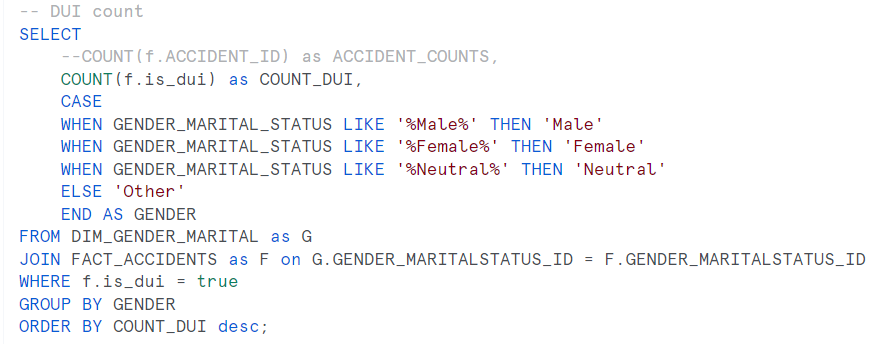 -- DUI count
SELECT
--COUNT(f.ACCIDENT_ID) as ACCIDENT_COUNTS,
COUNT(f.is_dui) as COUNT_DUI,
CASE
WHEN GENDER_MARITAL_STATUS LIKE '%Male%' THEN 'Male'
WHEN GENDER_MARITAL_STATUS LIKE '%Female%' THEN 'Female'
WHEN GENDER_MARITAL_STATUS LIKE '%Neutral%' THEN 'Neutral'
ELSE 'Other'
END AS GENDER
FROM DIM_GENDER_MARITAL as G
JOIN FACT_ACCIDENTS as F on G.GENDER_MARITALSTATUS_ID = F.GENDER_MARITALSTATUS_ID
WHERE f.is_dui = true
GROUP BY GENDER
ORDER BY COUNT_DUI desc;